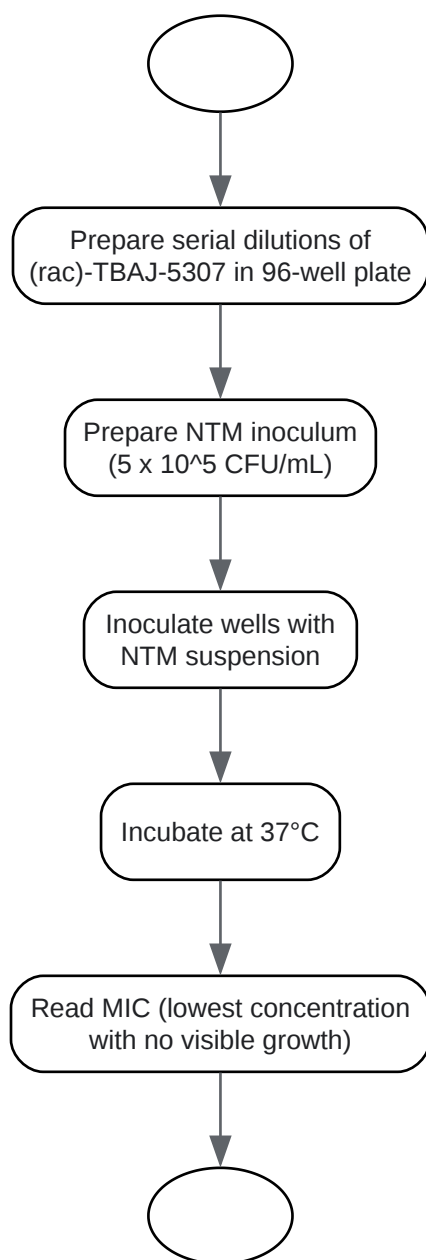 Prepare serial dilutions of
(rac)-TBAJ-5307 in 96-well plate
Prepare NTM inoculum
(5 x 10^5 CFU/mL)
Inoculate wells with
NTM suspension
Incubate at 37°C
Read MIC (lowest concentration
with no visible growth)